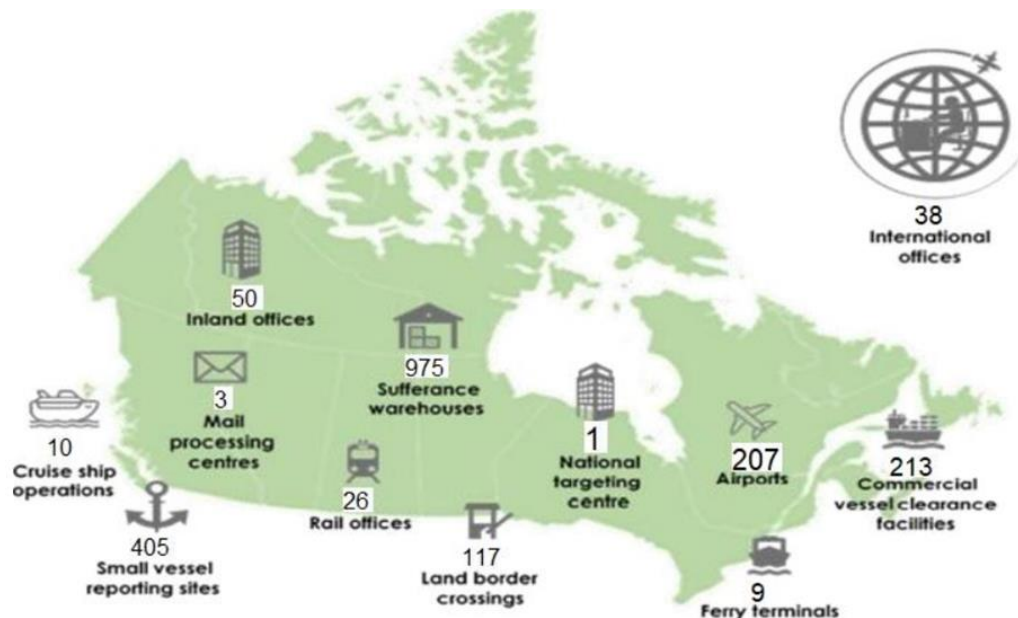 38
International
offices
50
Inland offices
975
Sufferance
warehouses
3
Mail
processing
centres
10
Cruise ship
operations
26
Rail offices
1
National
targeting
centre
207
Airports
213
Commercial
vessel clearance
facilities
405
Small vessel
reporting sites
117
Land border
crossings
9
Ferry terminals